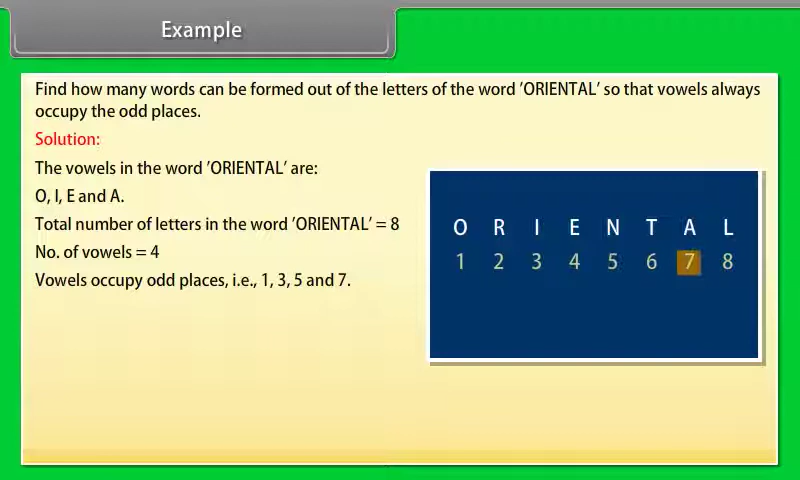 Example
Find how many words can be formed out of the letters of the word ′ORIENTAL′ so that vowels always
occupy the odd places.
Solution:
The vowels in the word ′ORIENTAL′ are:
O, I, E and A.
Total number of letters in the word ′ORIENTAL′ = 8
No. of vowels = 4
Vowels occupy odd places, i.e., 1, 3, 5 and 7.
O R I E N T A L
1 2 3 4 5 6 7 8